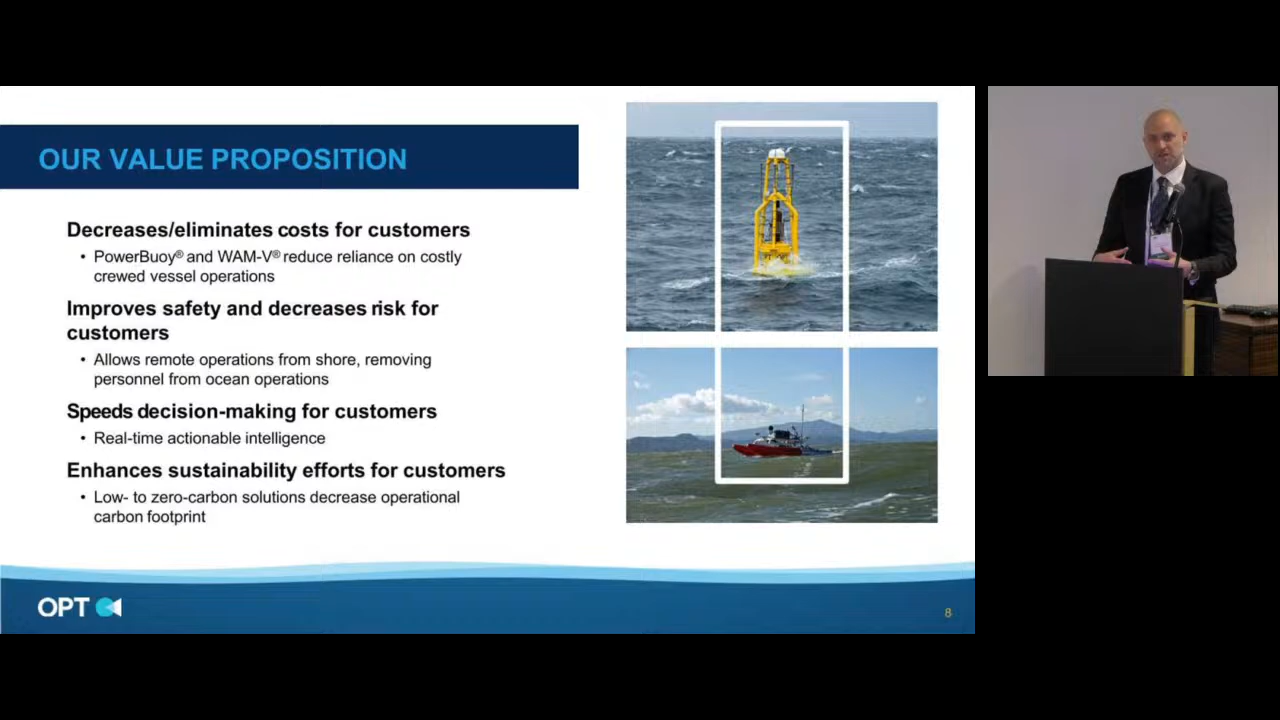 OUR VALUE PROPOSITION
Decreases/eliminates costs for customers
• PowerBuoy® and WAM-V® reduce reliance on costly
crewed vessel operations
Improves safety and decreases risk for
customers
• Allows remote operations from shore, removing
personnel from ocean operations
Speeds decision-making for customers
• Real-time actionable intelligence
Enhances sustainability efforts for customers
• Low- to zero-carbon solutions decrease operational
carbon footprint
OPT
8